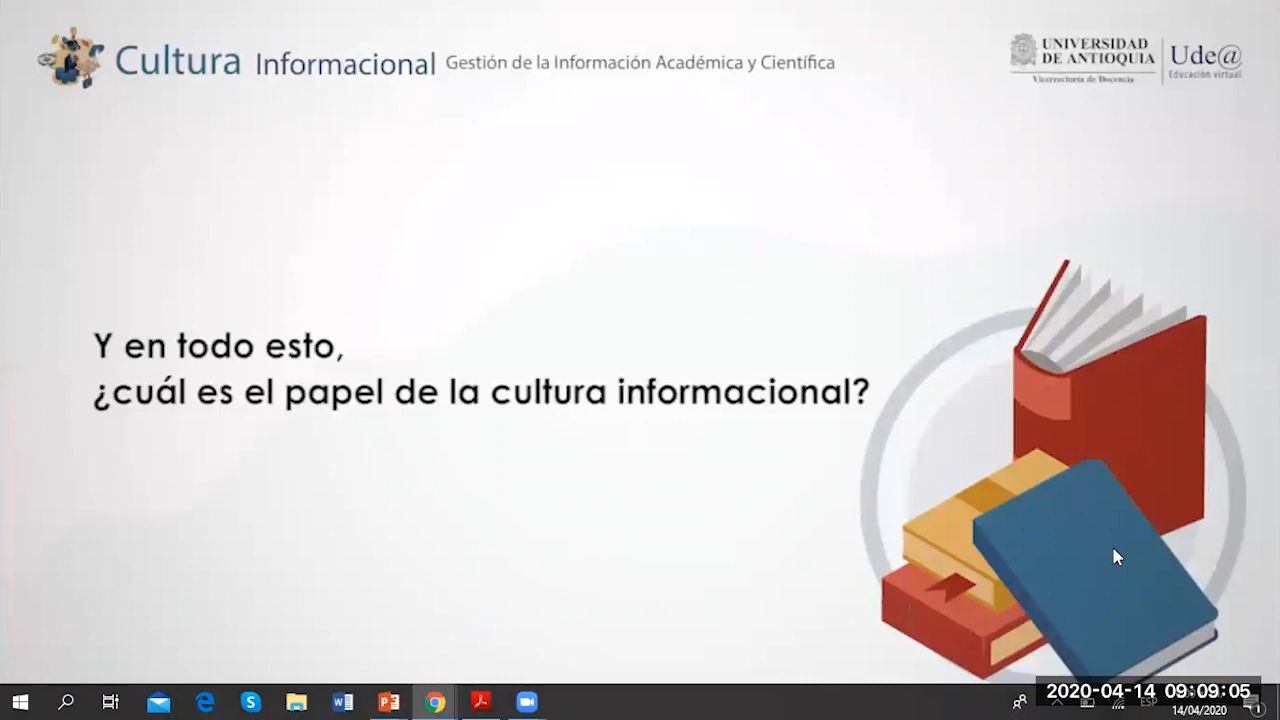 Cultura Informacional Gestión de la Información Académica y Científica
UNIVERSIDAD
DE ANTIOQUIA
Vicerrectoría de Docencia
Ude@
Educación virtual
Y en todo esto,
¿cuál es el papel de la cultura informacional?
2020-04-14 09:09:05
ESP
14/04/2020